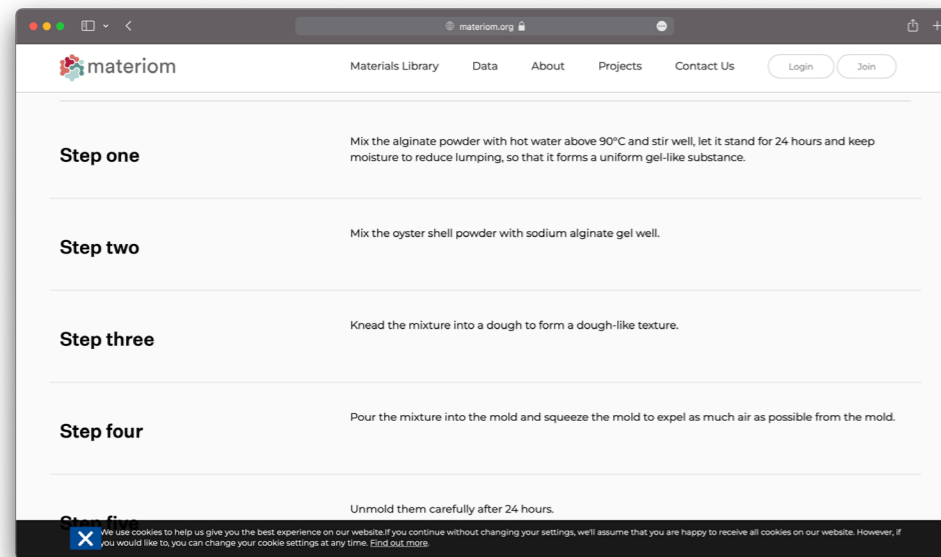 materiom.org
materiom
Materials Library Data About Projects Contact Us Login Join
Step one
Mix the alginate powder with hot water above 90°C and stir well, let it stand for 24 hours and keep
moisture to reduce lumping, so that it forms a uniform gel-like substance.
Step two
Mix the oyster shell powder with sodium alginate gel well.
Step three
Knead the mixture into a dough to form a dough-like texture.
Step four
Pour the mixture into the mold and squeeze the mold to expel as much air as possible from the mold.
Step five
Unmold them carefully after 24 hours.
We use cookies to help us give you the best experience on our website.If you continue without changing your settings, we'll assume that you are happy to receive all cookies on our website. However, if
you would like to, you can change your cookie settings at any time. Find out more.